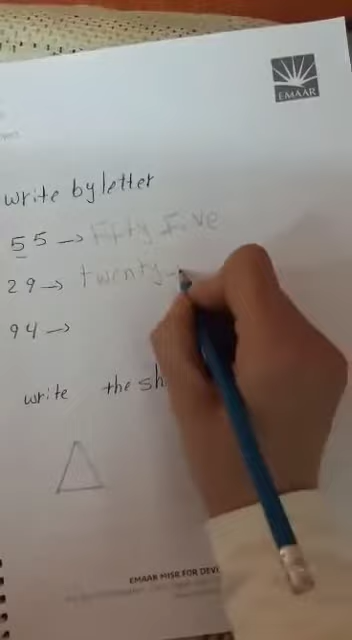 EMAAR
write by letter
55 → Fifty Five
29 → twenty-
94 →
write the sh
EMAAR MISR FOR DEV